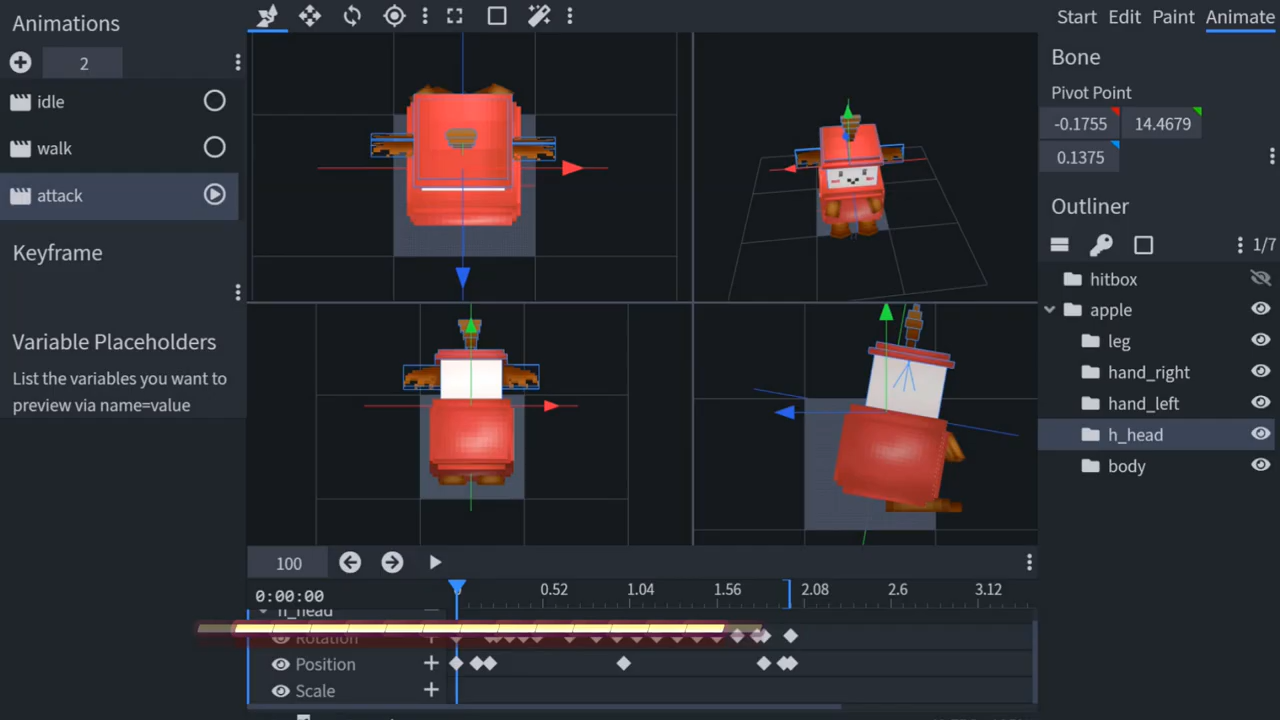 Animations
2
idle
walk
attack
Keyframe
Variable Placeholders
List the variables you want to
preview via name=value
Start Edit Paint Animate
Bone
Pivot Point
-0.1755 14.4679
0.1375
Outliner
1/7
hitbox
apple
leg
hand_right
hand_left
h_head
body
100
0:00:00
0 0.52 1.04 1.56 2.08 2.6 3.12
h_head
Rotation
Position
Scale